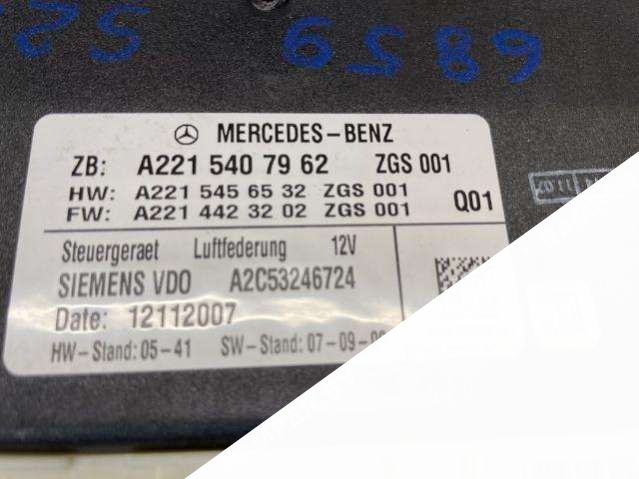 6859
MERCEDES-BENZ
ZB: A221 540 79 62 ZGS 001
HW: A221 545 65 32 ZGS 001
FW: A221 442 32 02 ZGS 001 Q01
Steuergeraet Luftfederung 12V
SIEMENS VDO A2C53246724
Date: 12112007
HW-Stand: 05-41 SW-Stand: 07-09-